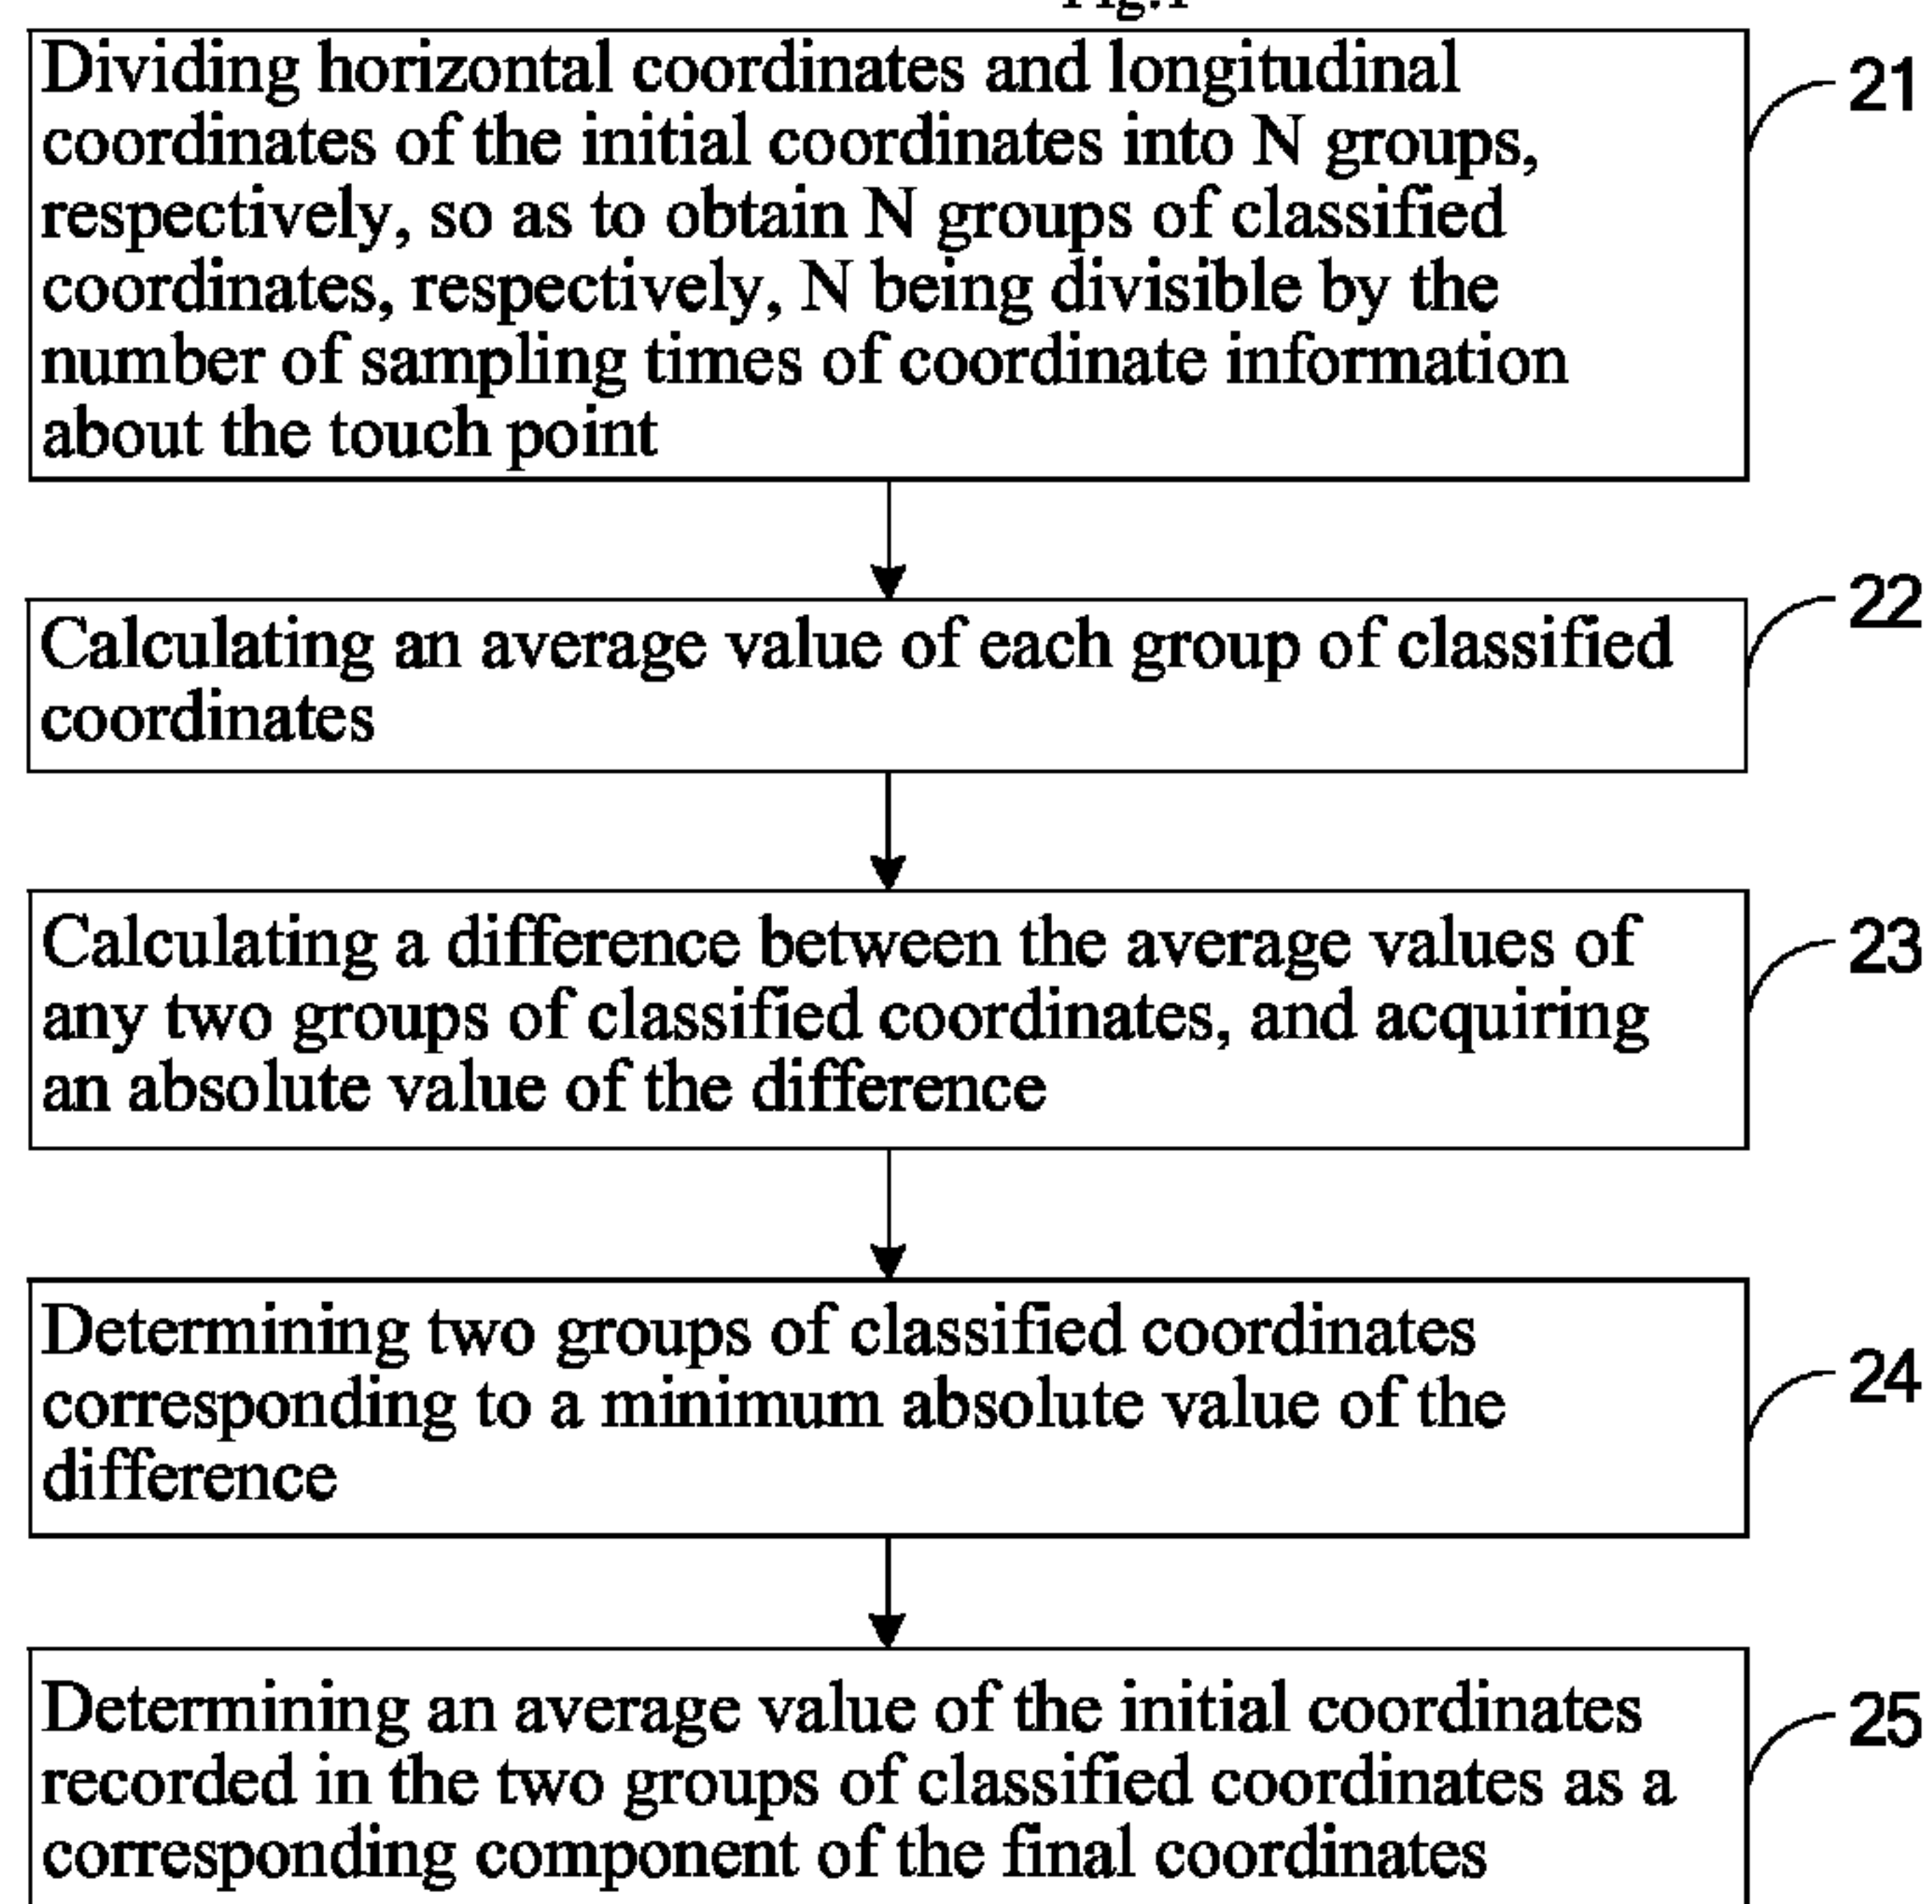 Fig.1
Dividing horizontal coordinates and longitudinal
21
coordinates of the initial coordinates into N groups,
respectively, so as to obtain N groups of classified
coordinates, respectively, N being divisible by the
number of sampling times of coordinate information
about the touch point
22
Calculating an average value of each group of classified
coordinates
Calculating a difference between the average values of
23
any two groups of classified coordinates, and acquiring
an absolute value of the difference
Determining two groups of classified coordinates
24
corresponding to a minimum absolute value of the
difference
Determining an average value of the initial coordinates
25
recorded in the two groups of classified coordinates as a
corresponding component of the final coordinates